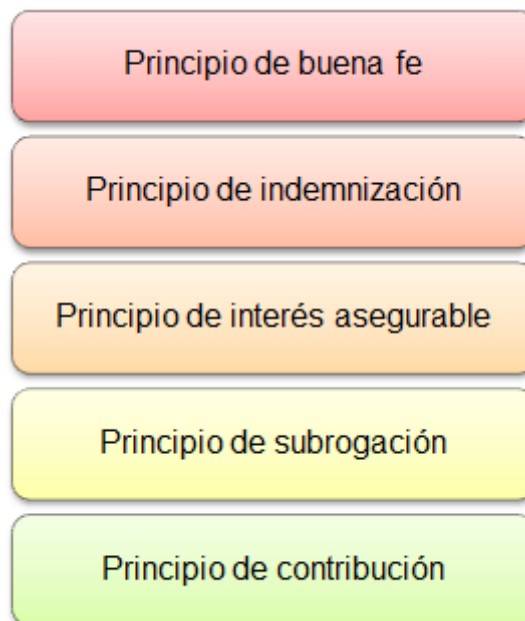 Principio de buena fe
Principio de indemnización
Principio de interés asegurable
Principio de subrogación
Principio de contribución